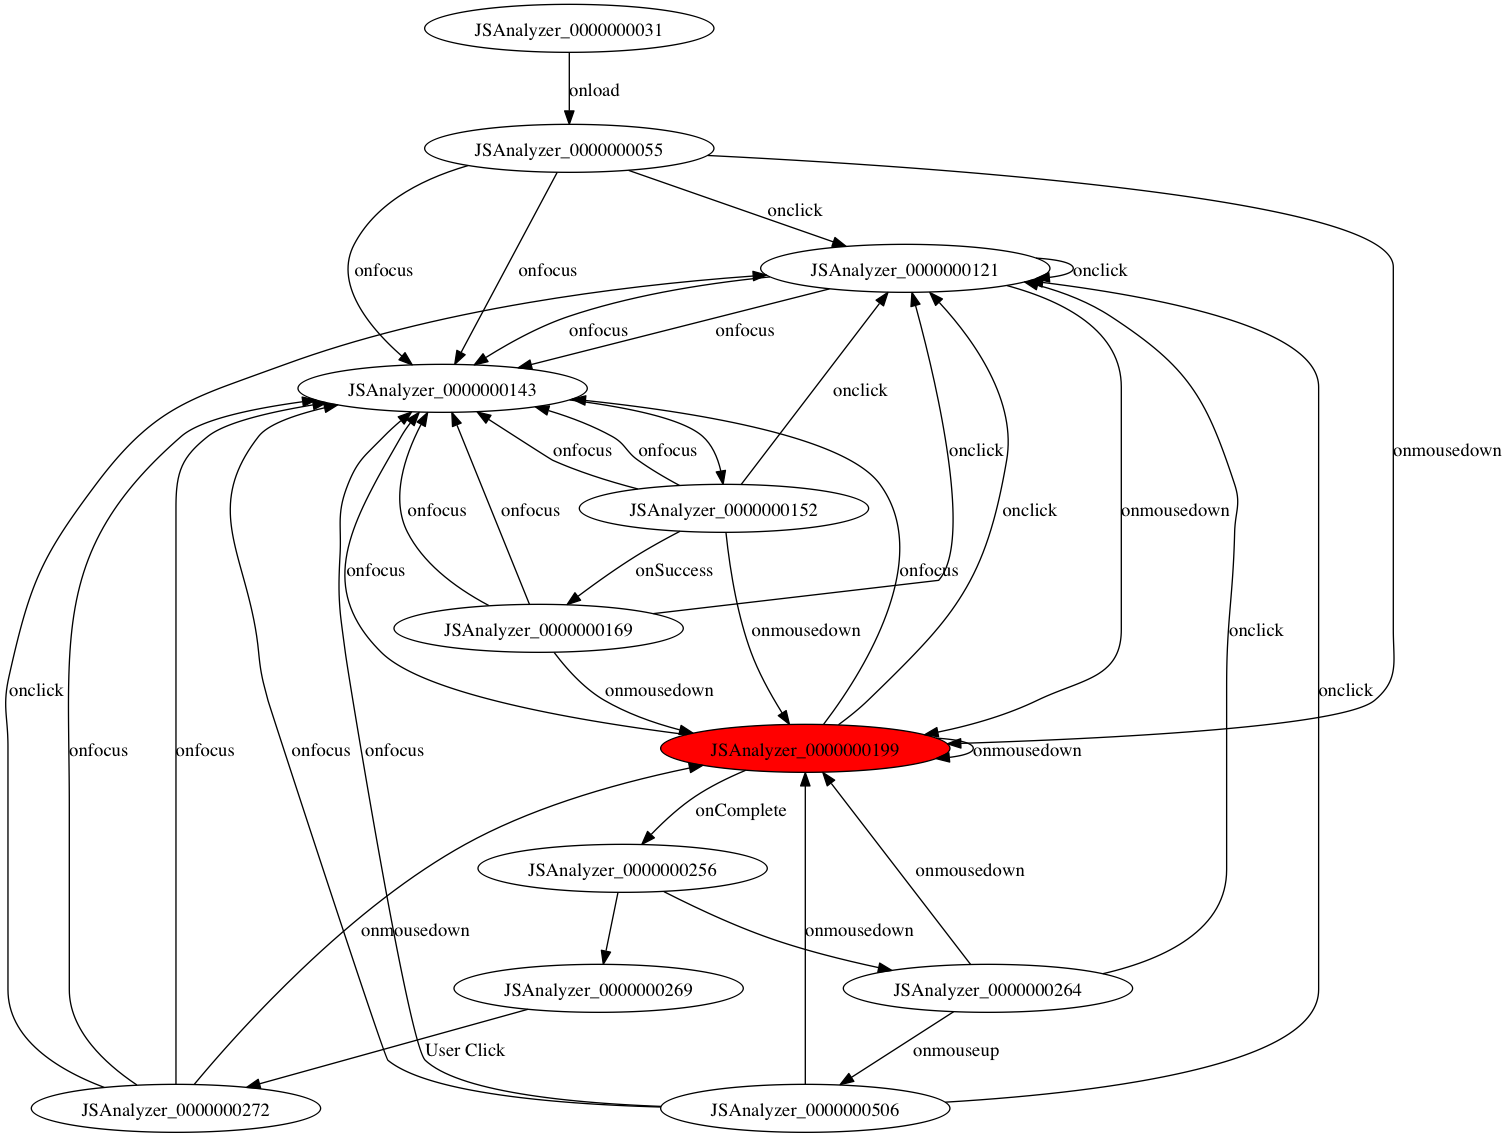 JSAnalyzer_0000000031
onload
JSAnalyzer_0000000055
onclick
onfocus
onfocus
JSAnalyzer_0000000121
onclick
onfocus
onfocus
JSAnalyzer_0000000143
onclick
onfocus
onfocus
onclick
onmousedown
JSAnalyzer_0000000152
onfocus
onfocus
onclick
onmousedown
onfocus
onSuccess
onfocus
JSAnalyzer_0000000169
onmousedown
onclick
onclick
onmousedown
onclick
onfocus
onfocus
onfocus
onfocus
JSAnalyzer_0000000199
onmousedown
onComplete
JSAnalyzer_0000000256
onmousedown
onmousedown
onmousedown
JSAnalyzer_0000000269
JSAnalyzer_0000000264
User Click
onmouseup
JSAnalyzer_0000000272
JSAnalyzer_0000000506